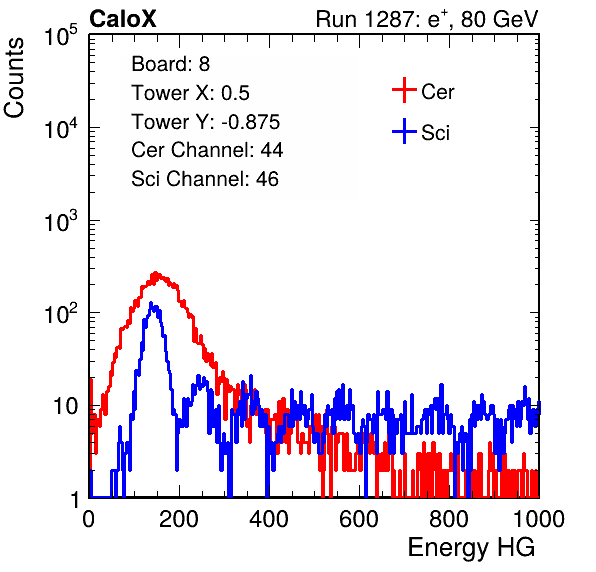 CaloX Run 1287: e⁺, 80 GeV
Counts
Board: 8
Tower X: 0.5
Tower Y: -0.875
Cer Channel: 44
Sci Channel: 46
Cer
Sci
10⁵
10⁴
10³
10²
10
1
0 200 400 600 800 1000
Energy HG